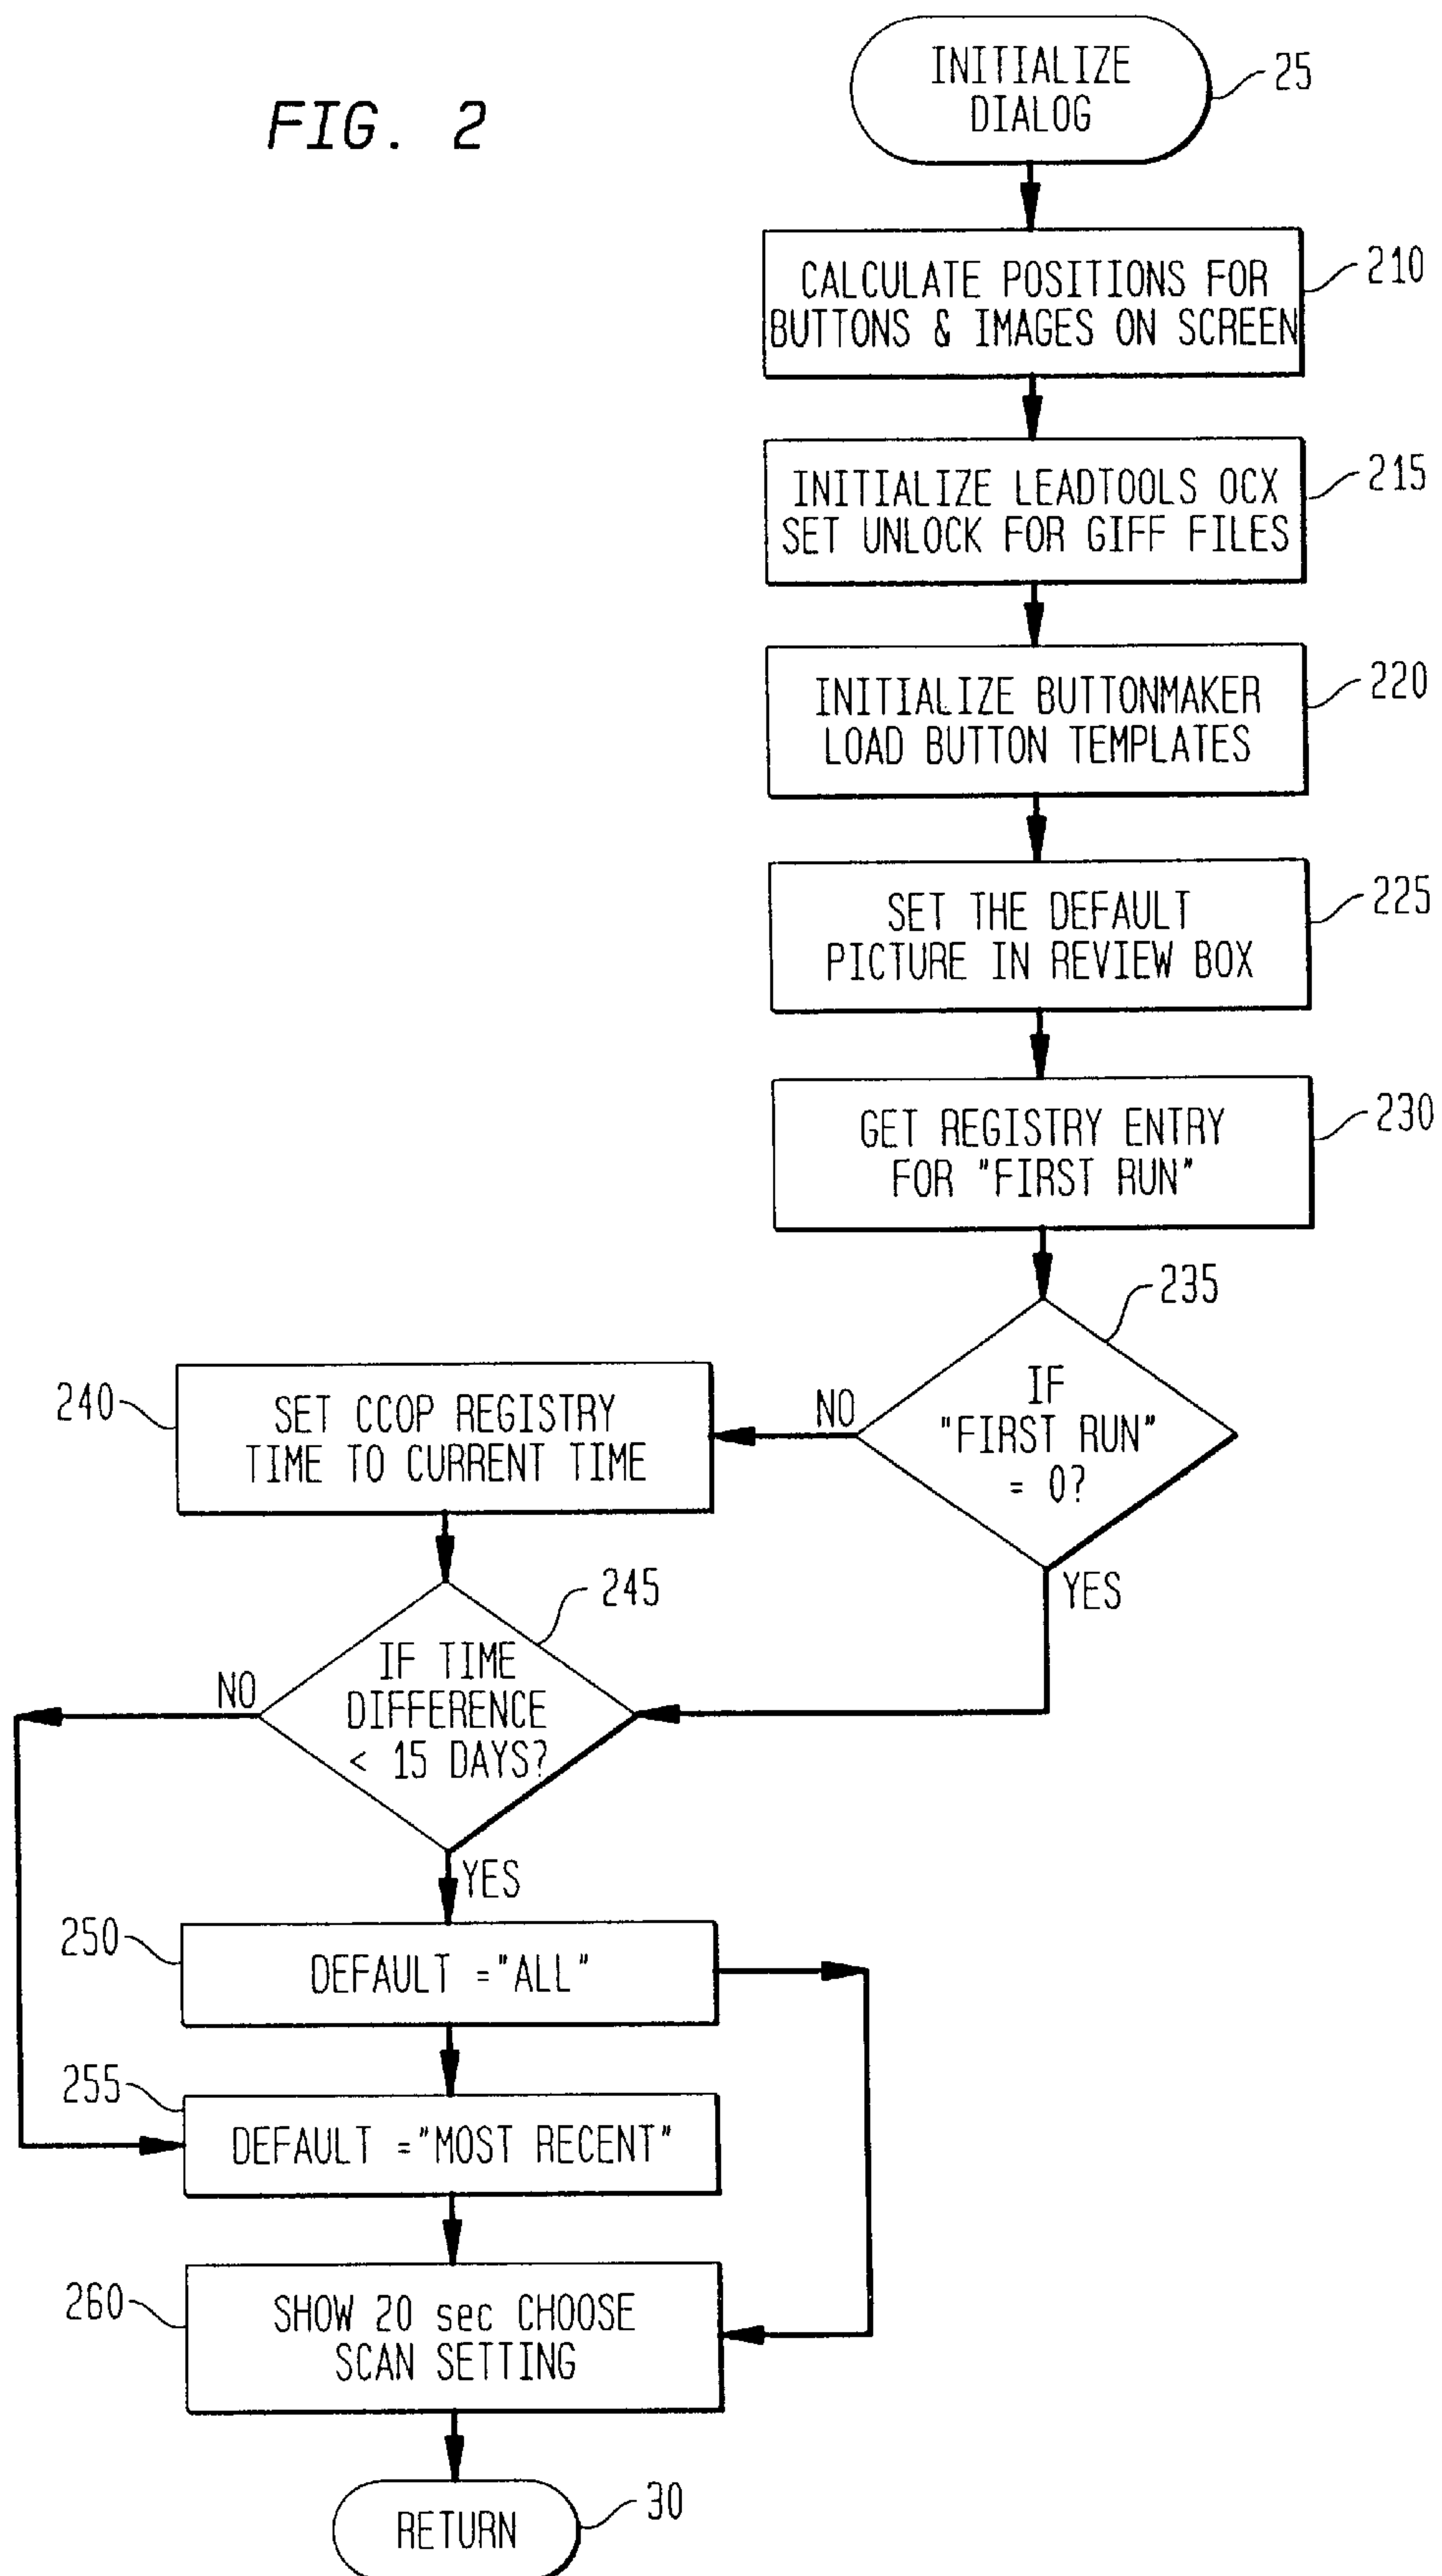 FIG. 2
INITIALIZE
DIALOG
25
CALCULATE POSITIONS FOR
BUTTONS & IMAGES ON SCREEN
210
INITIALIZE LEADTOOLS OCX
SET UNLOCK FOR GIFF FILES
215
INITIALIZE BUTTONMAKER
LOAD BUTTON TEMPLATES
220
SET THE DEFAULT
PICTURE IN REVIEW BOX
225
GET REGISTRY ENTRY
FOR "FIRST RUN"
230
235
IF
"FIRST RUN"
= 0?
NO
YES
240
SET CCOP REGISTRY
TIME TO CURRENT TIME
245
IF TIME
DIFFERENCE
< 15 DAYS?
NO
YES
250
DEFAULT ="ALL"
255
DEFAULT ="MOST RECENT"
260
SHOW 20 sec CHOOSE
SCAN SETTING
RETURN
30